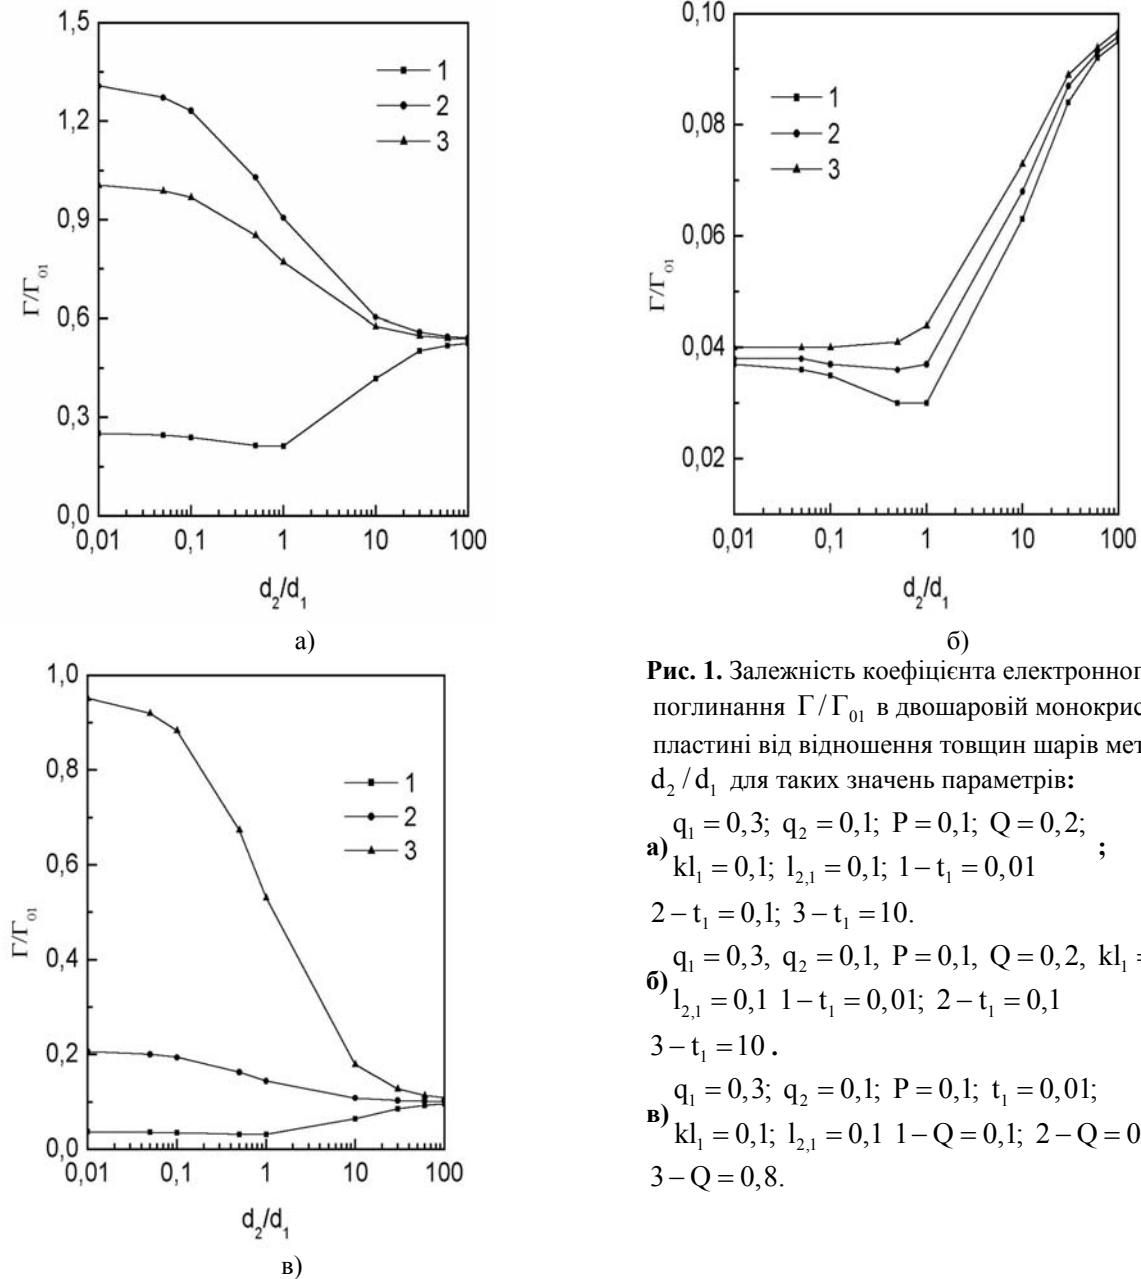 1,5
1,2
0,9
0,6
0,3
0,0
Γ/Γ₀₁
1
2
3
0,01 0,1 1 10 100
d₂/d₁
а)
0,10
0,08
0,06
0,04
0,02
Γ/Γ₀₁
1
2
3
0,01 0,1 1 10 100
d₂/d₁
б)
1,0
0,8
0,6
0,4
0,2
0,0
Γ/Γ₀₁
1
2
3
0,01 0,1 1 10 100
d₂/d₁
в)
Рис. 1. Залежність коефіцієнта електронног
поглинання Γ/Γ₀₁ в двошаровій монокрис
пластині від відношення товщин шарів мет
d₂/d₁ для таких значень параметрів:
а) q₁ = 0,3; q₂ = 0,1; P = 0,1; Q = 0,2;
kl₁ = 0,1; l₂,₁ = 0,1; 1 – t₁ = 0,01 ;
2 – t₁ = 0,1; 3 – t₁ = 10.
б) q₁ = 0,3, q₂ = 0,1, P = 0,1, Q = 0,2, kl₁ =
l₂,₁ = 0,1 1 – t₁ = 0,01; 2 – t₁ = 0,1
3 – t₁ = 10 .
в) q₁ = 0,3; q₂ = 0,1; P = 0,1; t₁ = 0,01;
kl₁ = 0,1; l₂,₁ = 0,1 1 – Q = 0,1; 2 – Q = 0
3 – Q = 0,8.